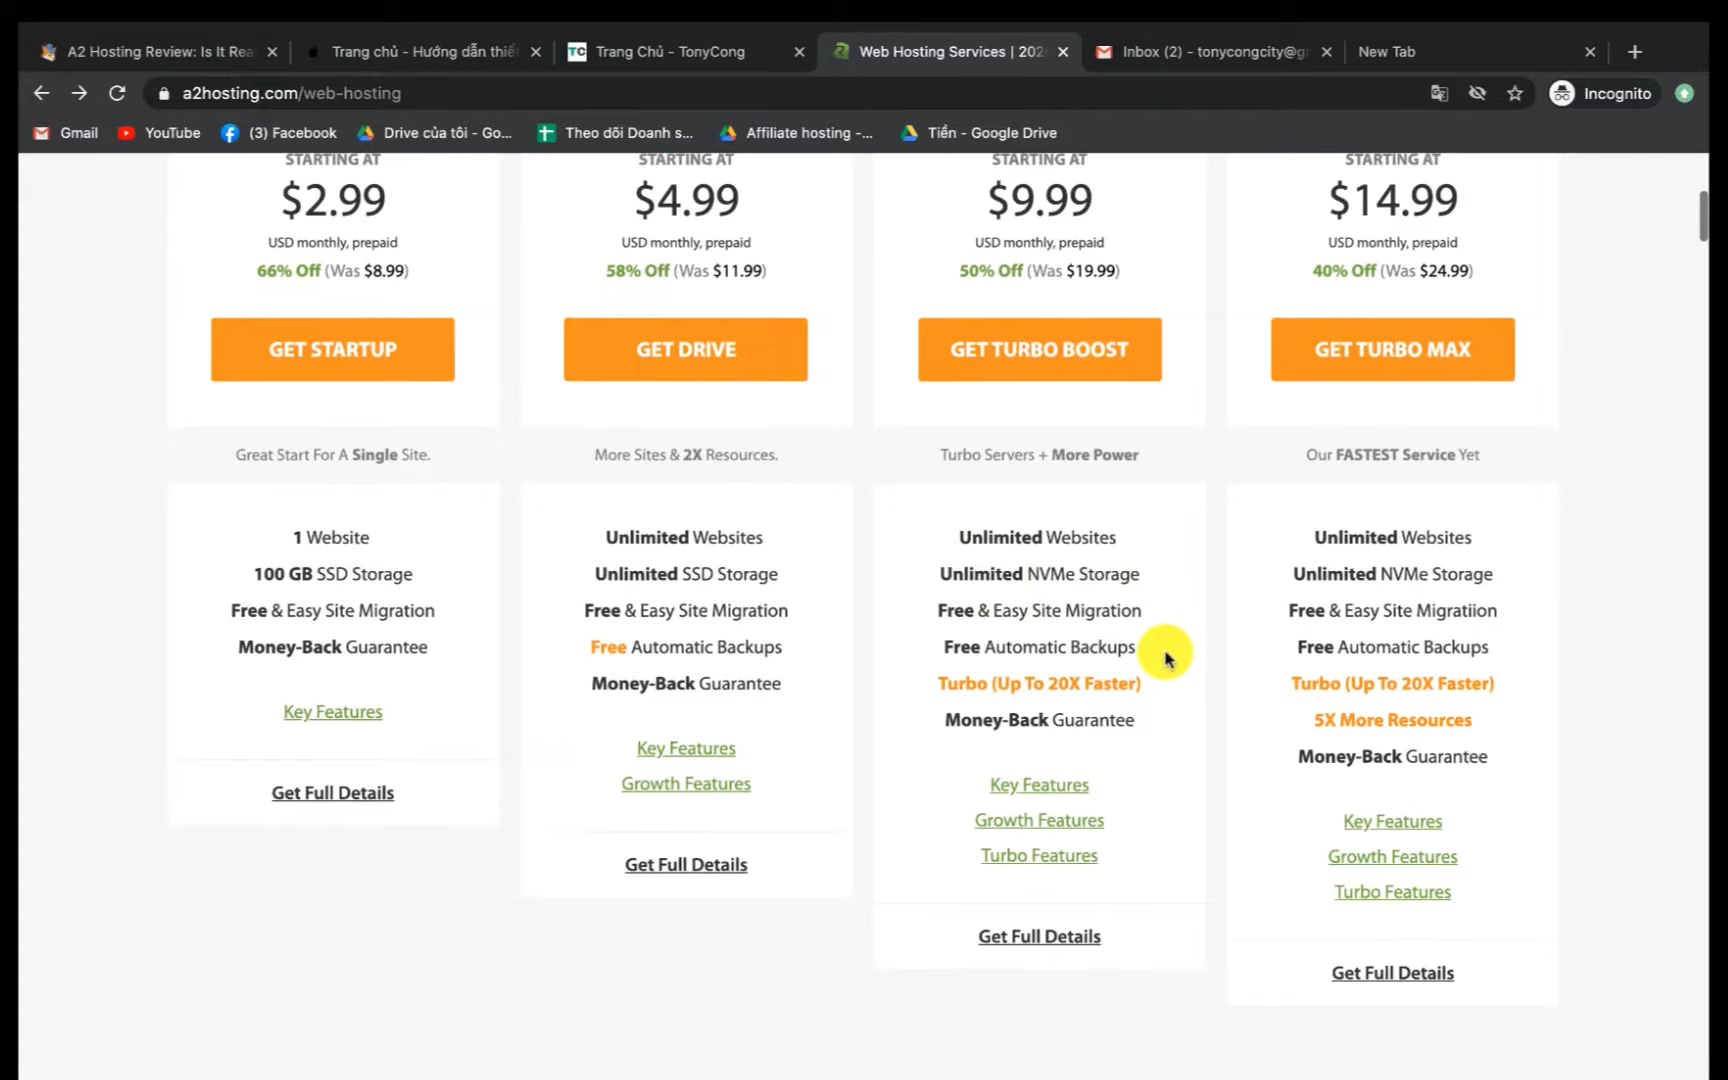 A2 Hosting Review: Is It Rea
Trang chủ - Hướng dẫn thiết
TC Trang Chủ - TonyCong
Web Hosting Services | 202
Inbox (2) - tonycongcity@gr
New Tab
a2hosting.com/web-hosting
Incognito
Gmail
YouTube
(3) Facebook
Drive của tôi - Go...
Theo dõi Doanh s...
Affiliate hosting -...
Tiền - Google Drive
STARTING AT
$2.99
USD monthly, prepaid
66% Off (Was $8.99)
GET STARTUP
Great Start For A Single Site.
1 Website
100 GB SSD Storage
Free & Easy Site Migration
Money-Back Guarantee
Key Features
Get Full Details
STARTING AT
$4.99
USD monthly, prepaid
58% Off (Was $11.99)
GET DRIVE
More Sites & 2X Resources.
Unlimited Websites
Unlimited SSD Storage
Free & Easy Site Migration
Free Automatic Backups
Money-Back Guarantee
Key Features
Growth Features
Get Full Details
STARTING AT
$9.99
USD monthly, prepaid
50% Off (Was $19.99)
GET TURBO BOOST
Turbo Servers + More Power
Unlimited Websites
Unlimited NVMe Storage
Free & Easy Site Migration
Free Automatic Backups
Turbo (Up To 20X Faster)
Money-Back Guarantee
Key Features
Growth Features
Turbo Features
Get Full Details
STARTING AT
$14.99
USD monthly, prepaid
40% Off (Was $24.99)
GET TURBO MAX
Our FASTEST Service Yet
Unlimited Websites
Unlimited NVMe Storage
Free & Easy Site Migratiion
Free Automatic Backups
Turbo (Up To 20X Faster)
5X More Resources
Money-Back Guarantee
Key Features
Growth Features
Turbo Features
Get Full Details